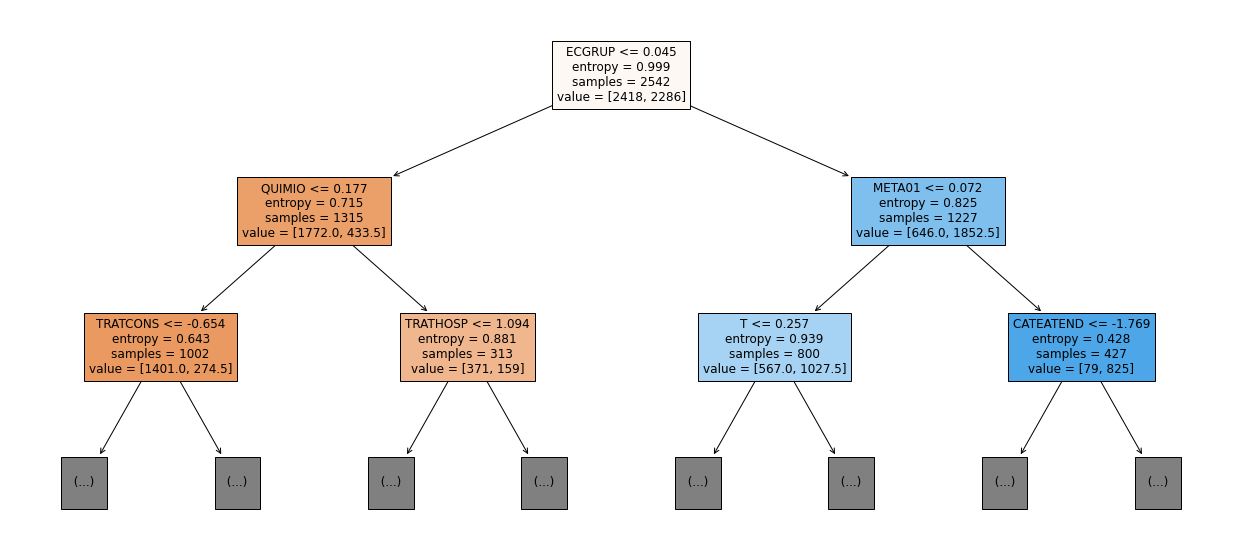 ECGRUP <= 0.045
entropy = 0.999
samples = 2542
value = [2418, 2286]
QUIMIO <= 0.177
entropy = 0.715
samples = 1315
value = [1772.0, 433.5]
META01 <= 0.072
entropy = 0.825
samples = 1227
value = [646.0, 1852.5]
TRATCONS <= -0.654
entropy = 0.643
samples = 1002
value = [1401.0, 274.5]
TRATHOSP <= 1.094
entropy = 0.881
samples = 313
value = [371, 159]
T <= 0.257
entropy = 0.939
samples = 800
value = [567.0, 1027.5]
CATEATEND <= -1.769
entropy = 0.428
samples = 427
value = [79, 825]
(...)
(...)
(...)
(...)
(...)
(...)
(...)
(...)